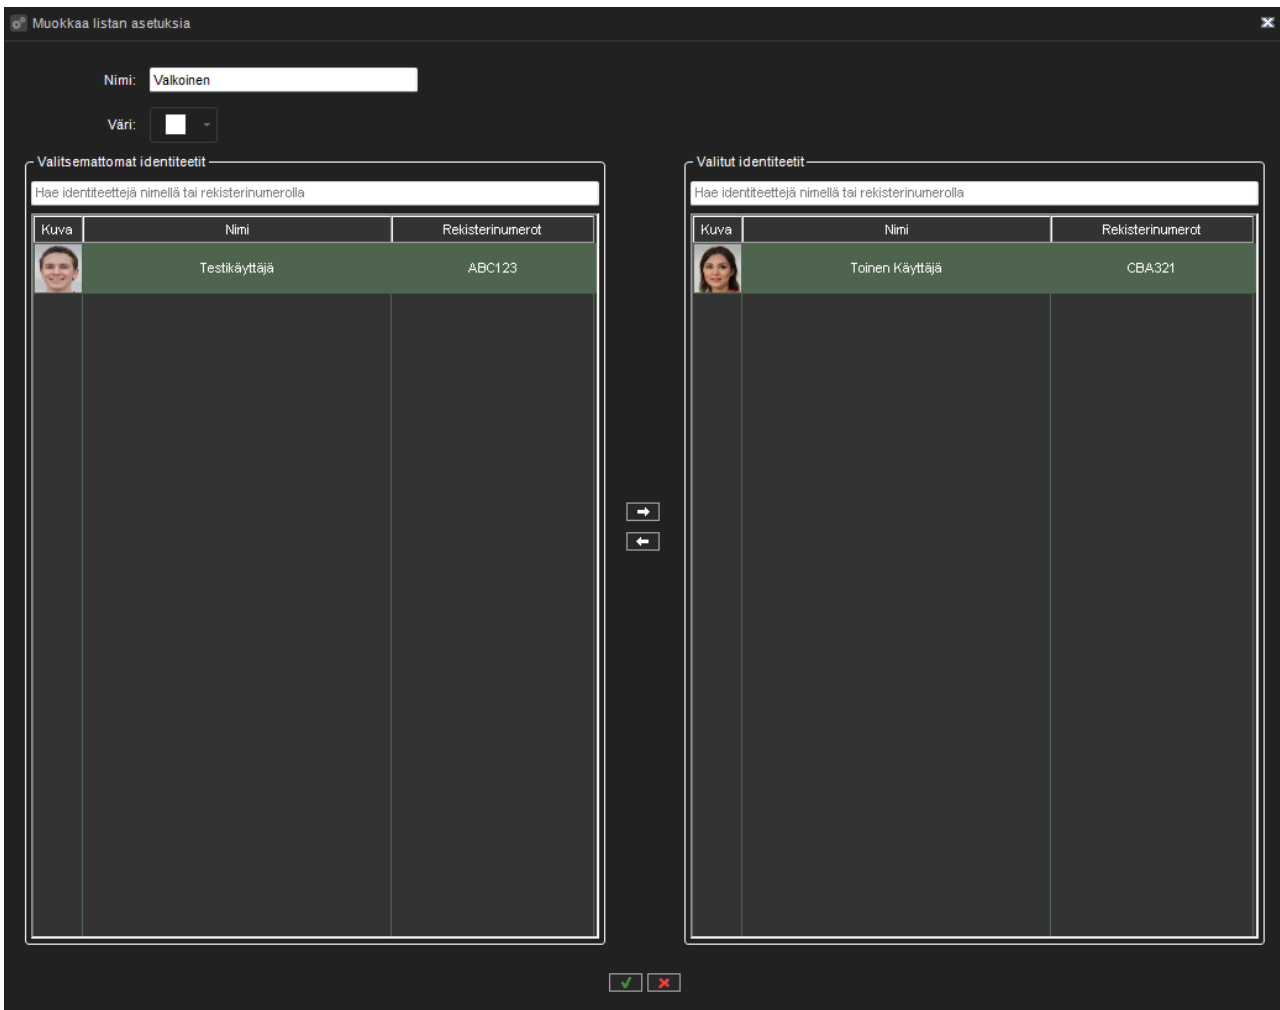 Muokkaa listan asetuksia
Nimi: Valkoinen
Väri:
Valitsemattomat identiteetit
Hae identiteettejä nimellä tai rekisterinumerolla
Kuva Nimi Rekisterinumerot
Testikäyttäjä ABC123
Valitut identiteetit
Hae identiteettejä nimellä tai rekisterinumerolla
Kuva Nimi Rekisterinumerot
Toinen Käyttäjä CBA321